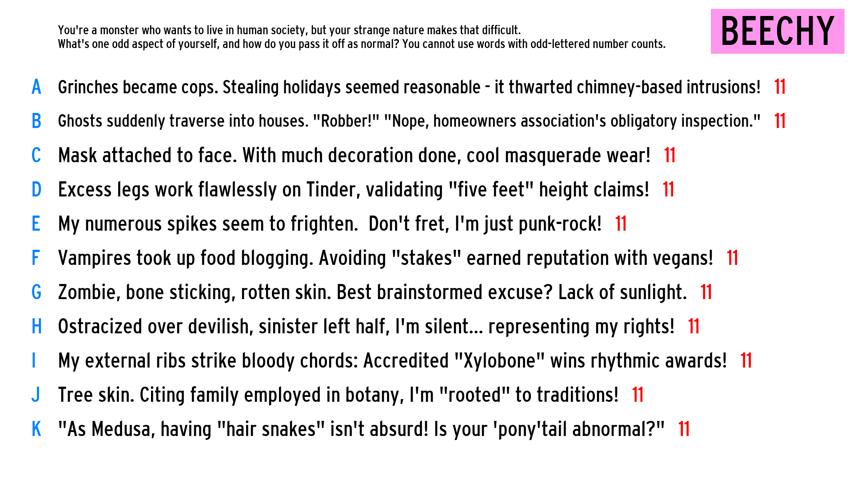 You're a monster who wants to live in human society, but your strange nature makes that difficult.
What's one odd aspect of yourself, and how do you pass it off as normal? You cannot use words with odd-lettered number counts.
BEECHY
A Grinches became cops. Stealing holidays seemed reasonable - it thwarted chimney-based intrusions! 11
B Ghosts suddenly traverse into houses. "Robber!" "Nope, homeowners association's obligatory inspection." 11
C Mask attached to face. With much decoration done, cool masquerade wear! 11
D Excess legs work flawlessly on Tinder, validating "five feet" height claims! 11
E My numerous spikes seem to frighten. Don't fret, I'm just punk-rock! 11
F Vampires took up food blogging. Avoiding "stakes" earned reputation with vegans! 11
G Zombie, bone sticking, rotten skin. Best brainstormed excuse? Lack of sunlight. 11
H Ostracized over devilish, sinister left half, I'm silent... representing my rights! 11
I My external ribs strike bloody chords: Accredited "Xylobone" wins rhythmic awards! 11
J Tree skin. Citing family employed in botany, I'm "rooted" to traditions! 11
K "As Medusa, having "hair snakes" isn't absurd! Is your 'pony'tail abnormal?" 11